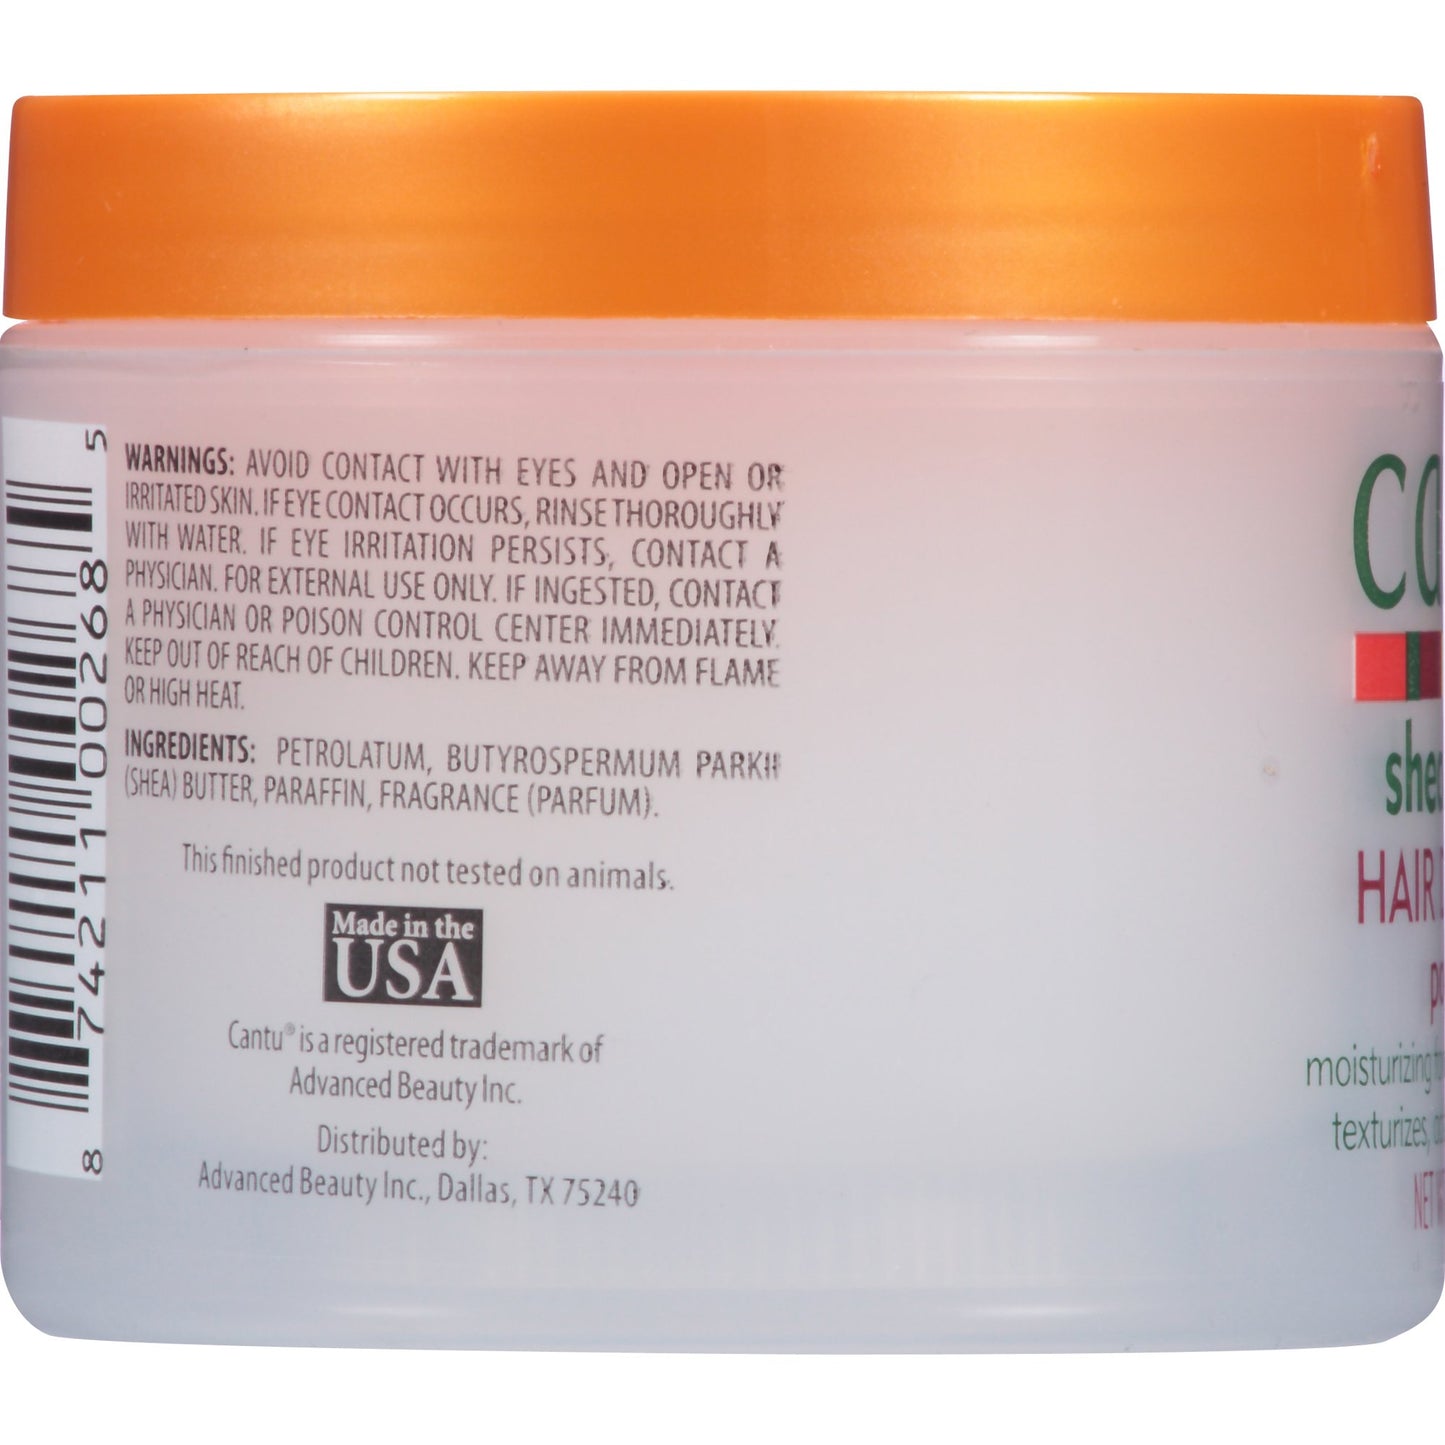 WARNINGS: AVOID CONTACT WITH EYES AND OPEN OR
IRRITATED SKIN. IF EYE CONTACT OCCURS, RINSE THOROUGHLY
WITH WATER. IF EYE IRRITATION PERSISTS, CONTACT A
PHYSICIAN. FOR EXTERNAL USE ONLY. IF INGESTED, CONTACT
A PHYSICIAN OR POISON CONTROL CENTER IMMEDIATELY.
KEEP OUT OF REACH OF CHILDREN. KEEP AWAY FROM FLAME
OR HIGH HEAT.
INGREDIENTS: PETROLATUM, BUTYROSPERMUM PARKII
(SHEA) BUTTER, PARAFFIN, FRAGRANCE (PARFUM).
This finished product not tested on animals.
Made in the
USA
Cantu® is a registered trademark of
Advanced Beauty Inc.
Distributed by:
Advanced Beauty Inc., Dallas, TX 75240
8 74211 00268 5
HAIR
moisturizing
texturizes,
NET